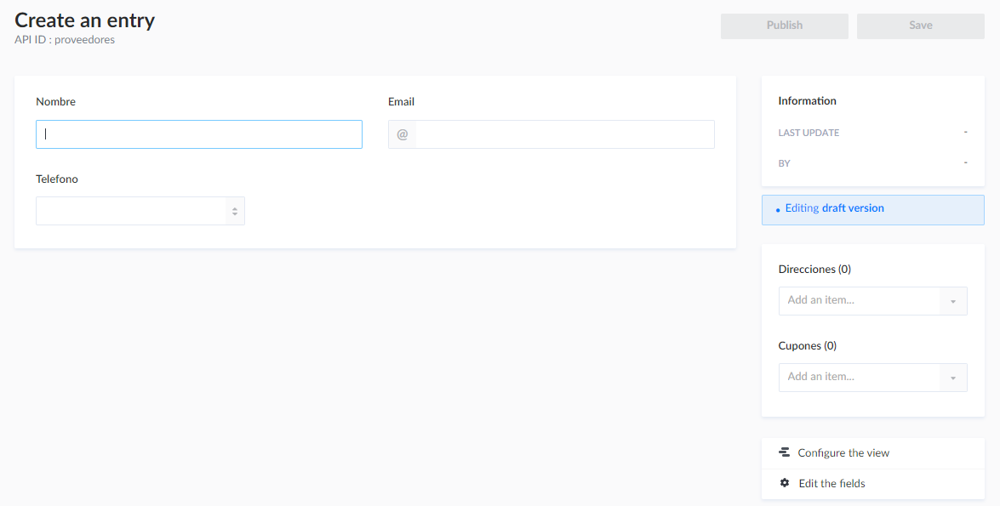 Create an entry
API ID : proveedores
Publish
Save
Nombre
Email
@
Telefono
Information
LAST UPDATE
-
BY
-
Editing draft version
Direcciones (0)
Add an item...
Cupones (0)
Add an item...
Configure the view
Edit the fields